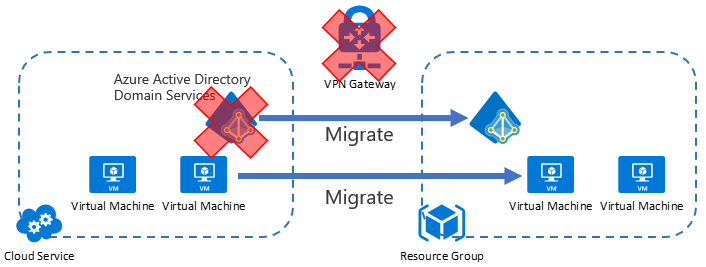 Azure Active Directory
Domain Services
VPN Gateway
Migrate
VM
VM
VM
VM
Migrate
Virtual Machine
Virtual Machine
Virtual Machine
Virtual Machine
Cloud Service
Resource Group